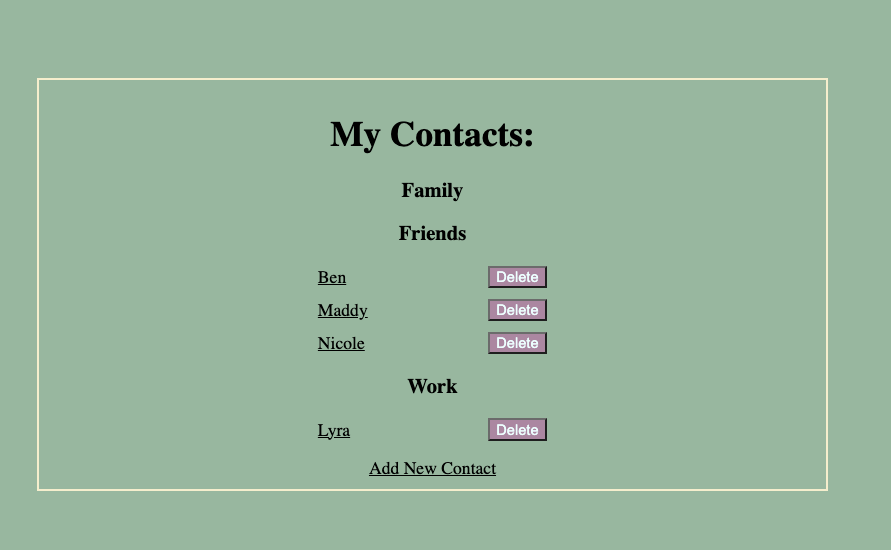 My Contacts:
Family
Friends
Ben Delete
Maddy Delete
Nicole Delete
Work
Lyra Delete
Add New Contact